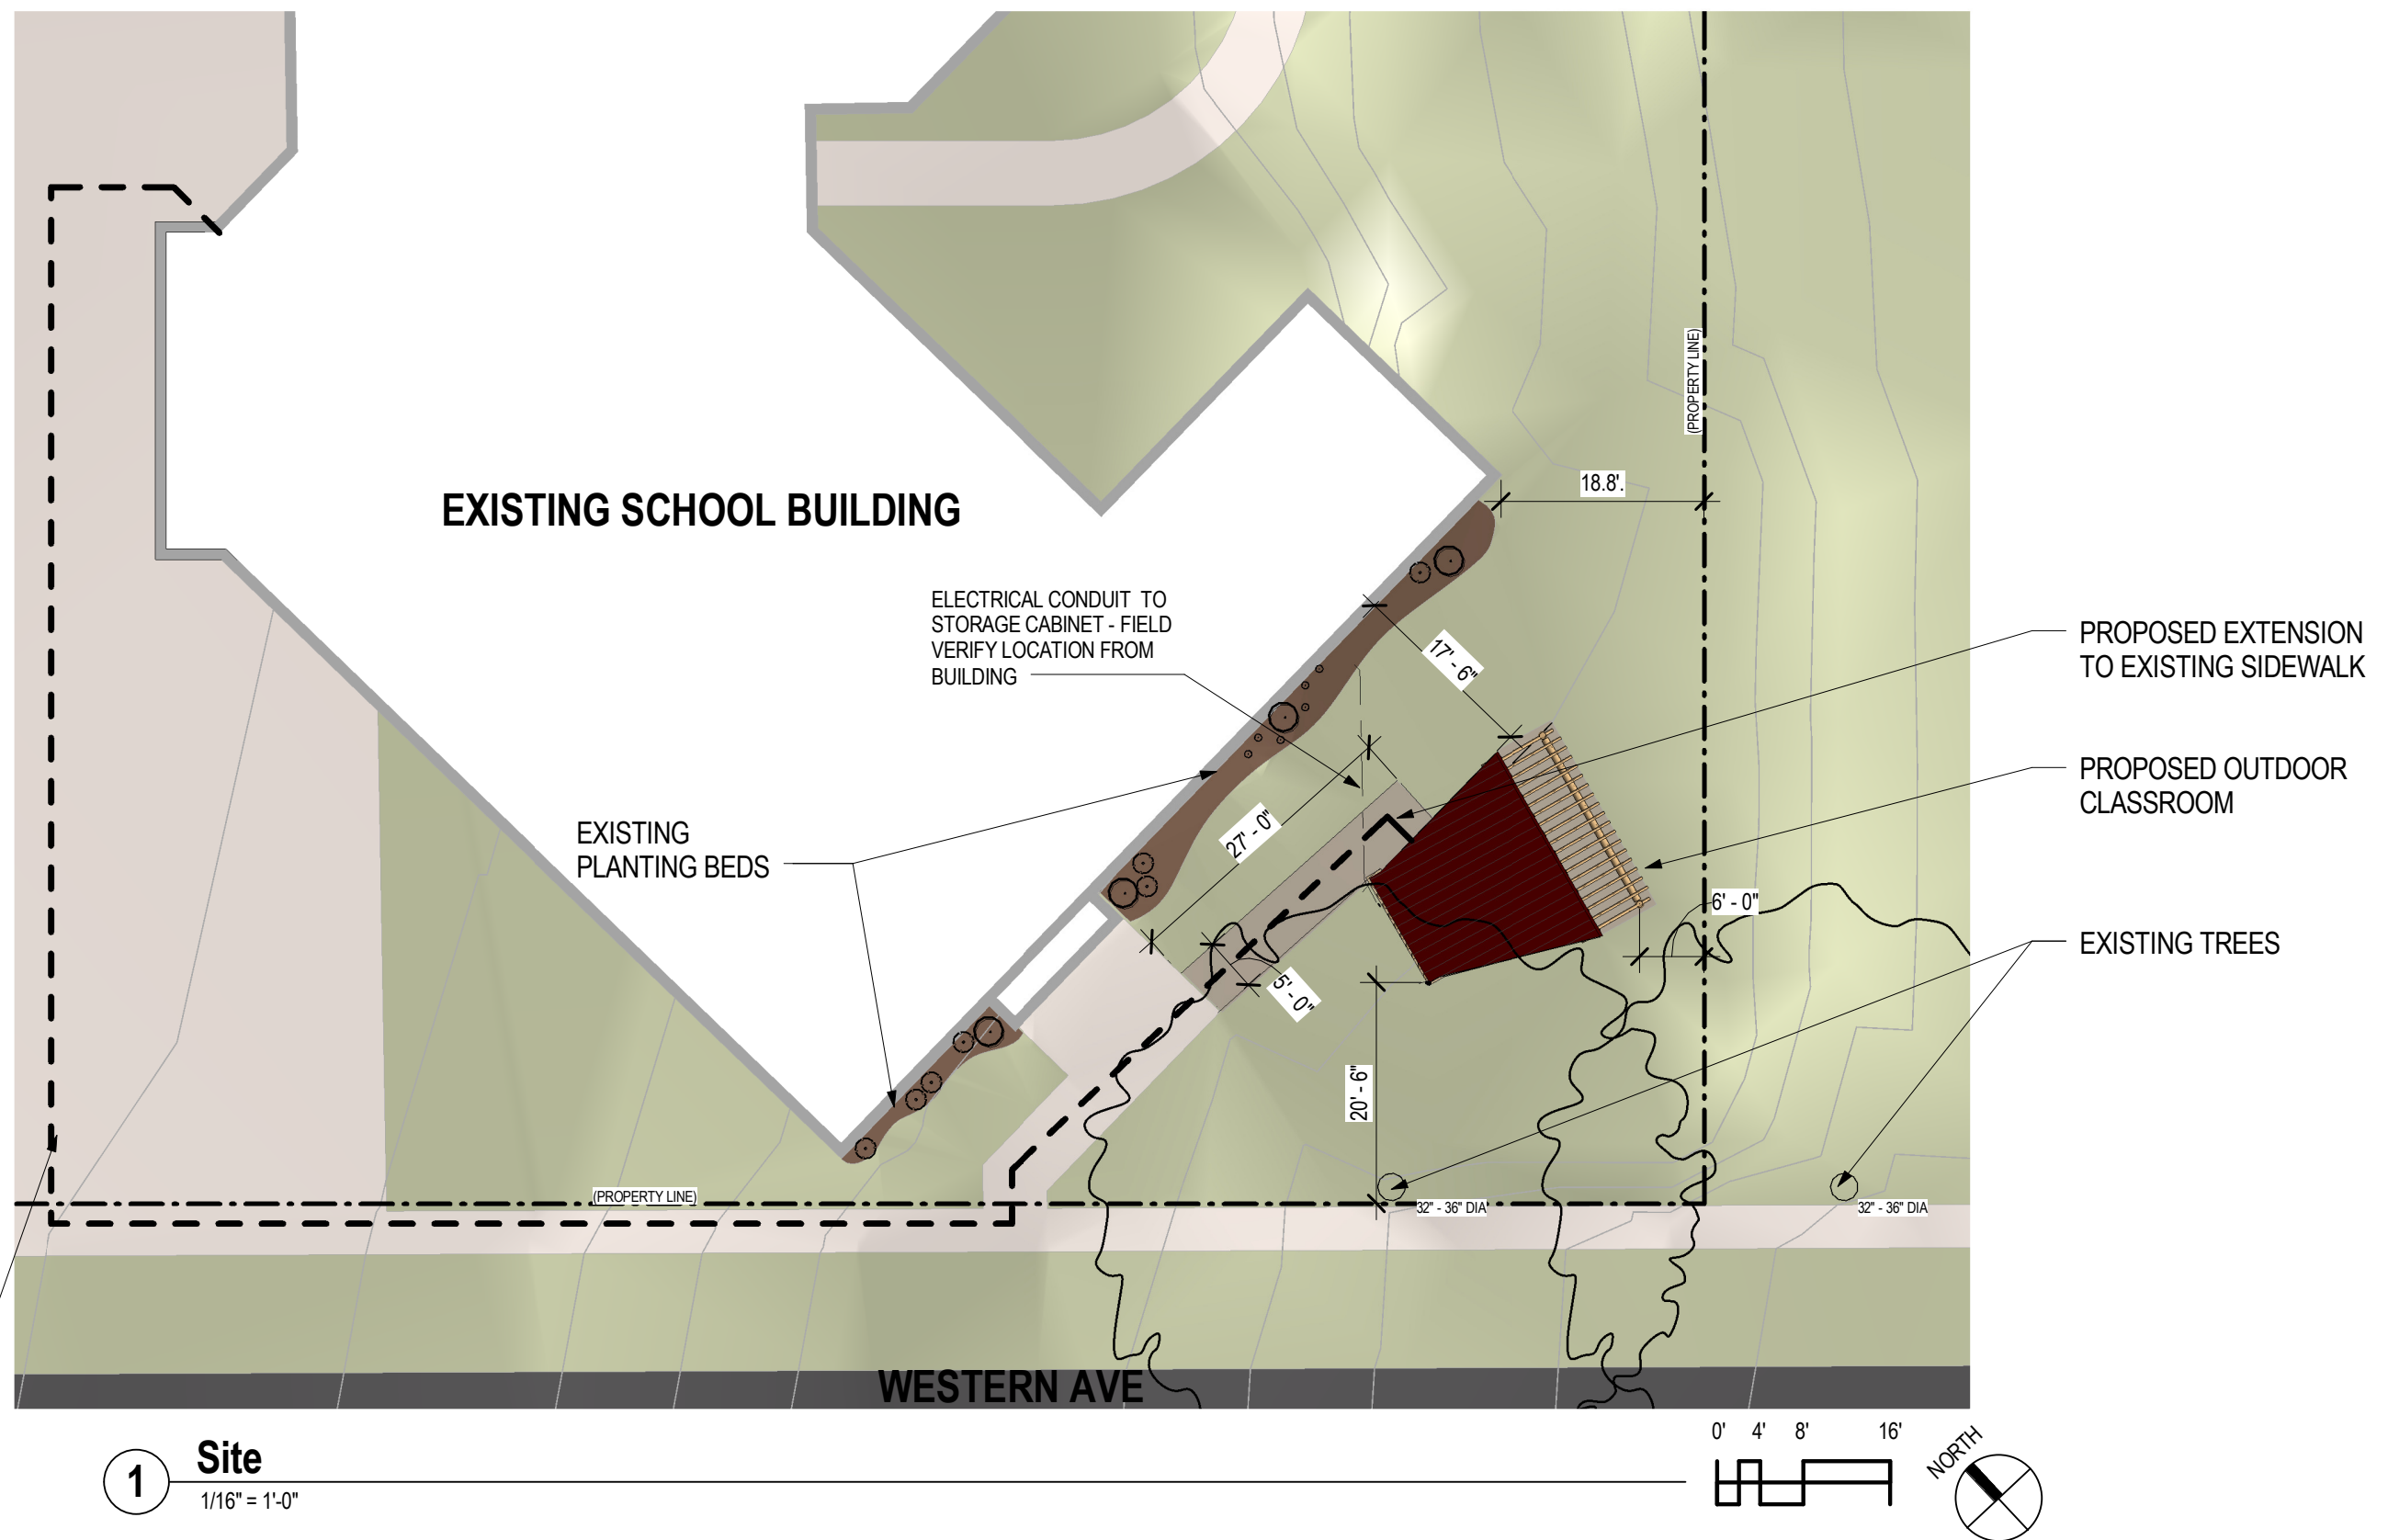 (PROPERTY LINE)
18.8'.
EXISTING SCHOOL BUILDING
ELECTRICAL CONDUIT TO
STORAGE CABINET - FIELD
VERIFY LOCATION FROM
BUILDING
17' - 6"
PROPOSED EXTENSION
TO EXISTING SIDEWALK
PROPOSED OUTDOOR
CLASSROOM
27' - 0"
EXISTING
PLANTING BEDS
6' - 0"
EXISTING TREES
5' - 0"
20' - 6"
(PROPERTY LINE)
32" - 36" DIA
32" - 36" DIA
WESTERN AVE
1
Site
1/16" = 1'-0"
0' 4' 8' 16'
NORTH